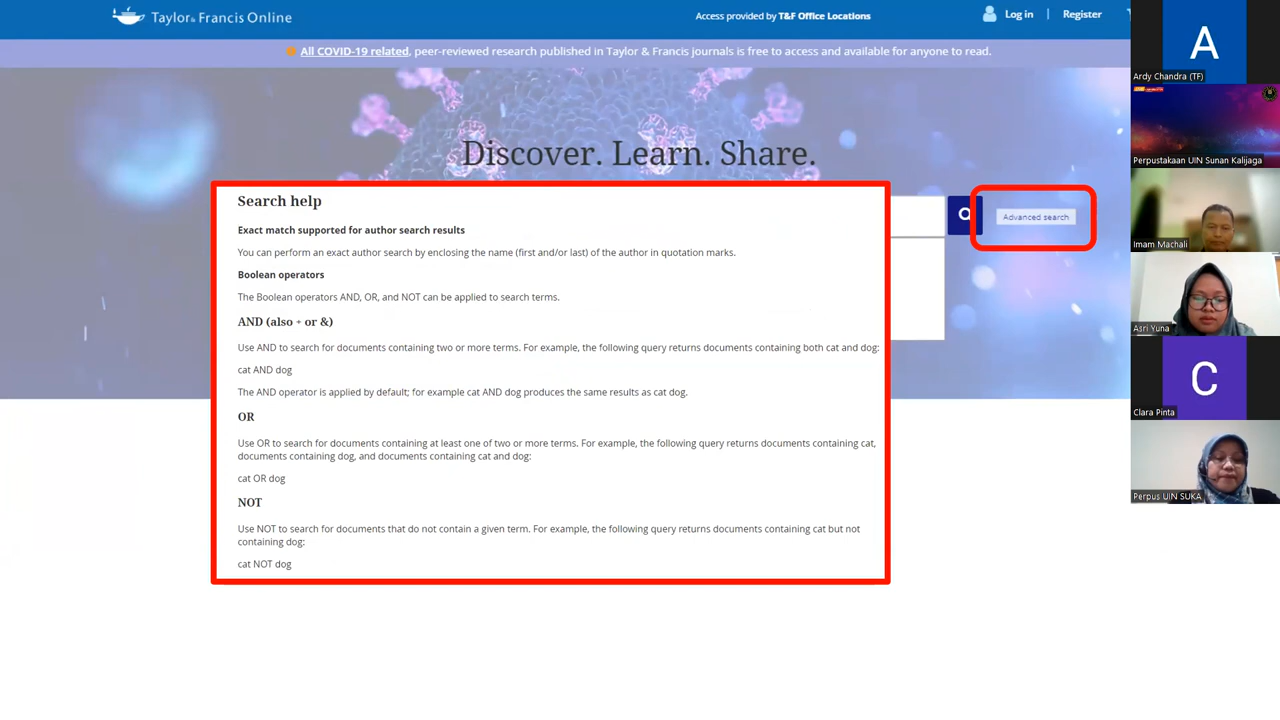 Taylor & Francis Online
Access provided by T&F Office Locations
Log in | Register
All COVID-19 related, peer-reviewed research published in Taylor & Francis journals is free to access and available for anyone to read.
Discover. Learn. Share.
Advanced search
Search help
Exact match supported for author search results
You can perform an exact author search by enclosing the name (first and/or last) of the author in quotation marks.
Boolean operators
The Boolean operators AND, OR, and NOT can be applied to search terms.
AND (also + or &)
Use AND to search for documents containing two or more terms. For example, the following query returns documents containing both cat and dog:
cat AND dog
The AND operator is applied by default; for example cat AND dog produces the same results as cat dog.
OR
Use OR to search for documents containing at least one of two or more terms. For example, the following query returns documents containing cat,
documents containing dog, and documents containing cat and dog:
cat OR dog
NOT
Use NOT to search for documents that do not contain a given term. For example, the following query returns documents containing cat but not
containing dog:
cat NOT dog
A
Ardy Chandra (TF)
Perpustakaan UIN Sunan Kalijaga
Imam Machali
Asri Yuna
C
Clara Pinta
Perpus UIN SUKA